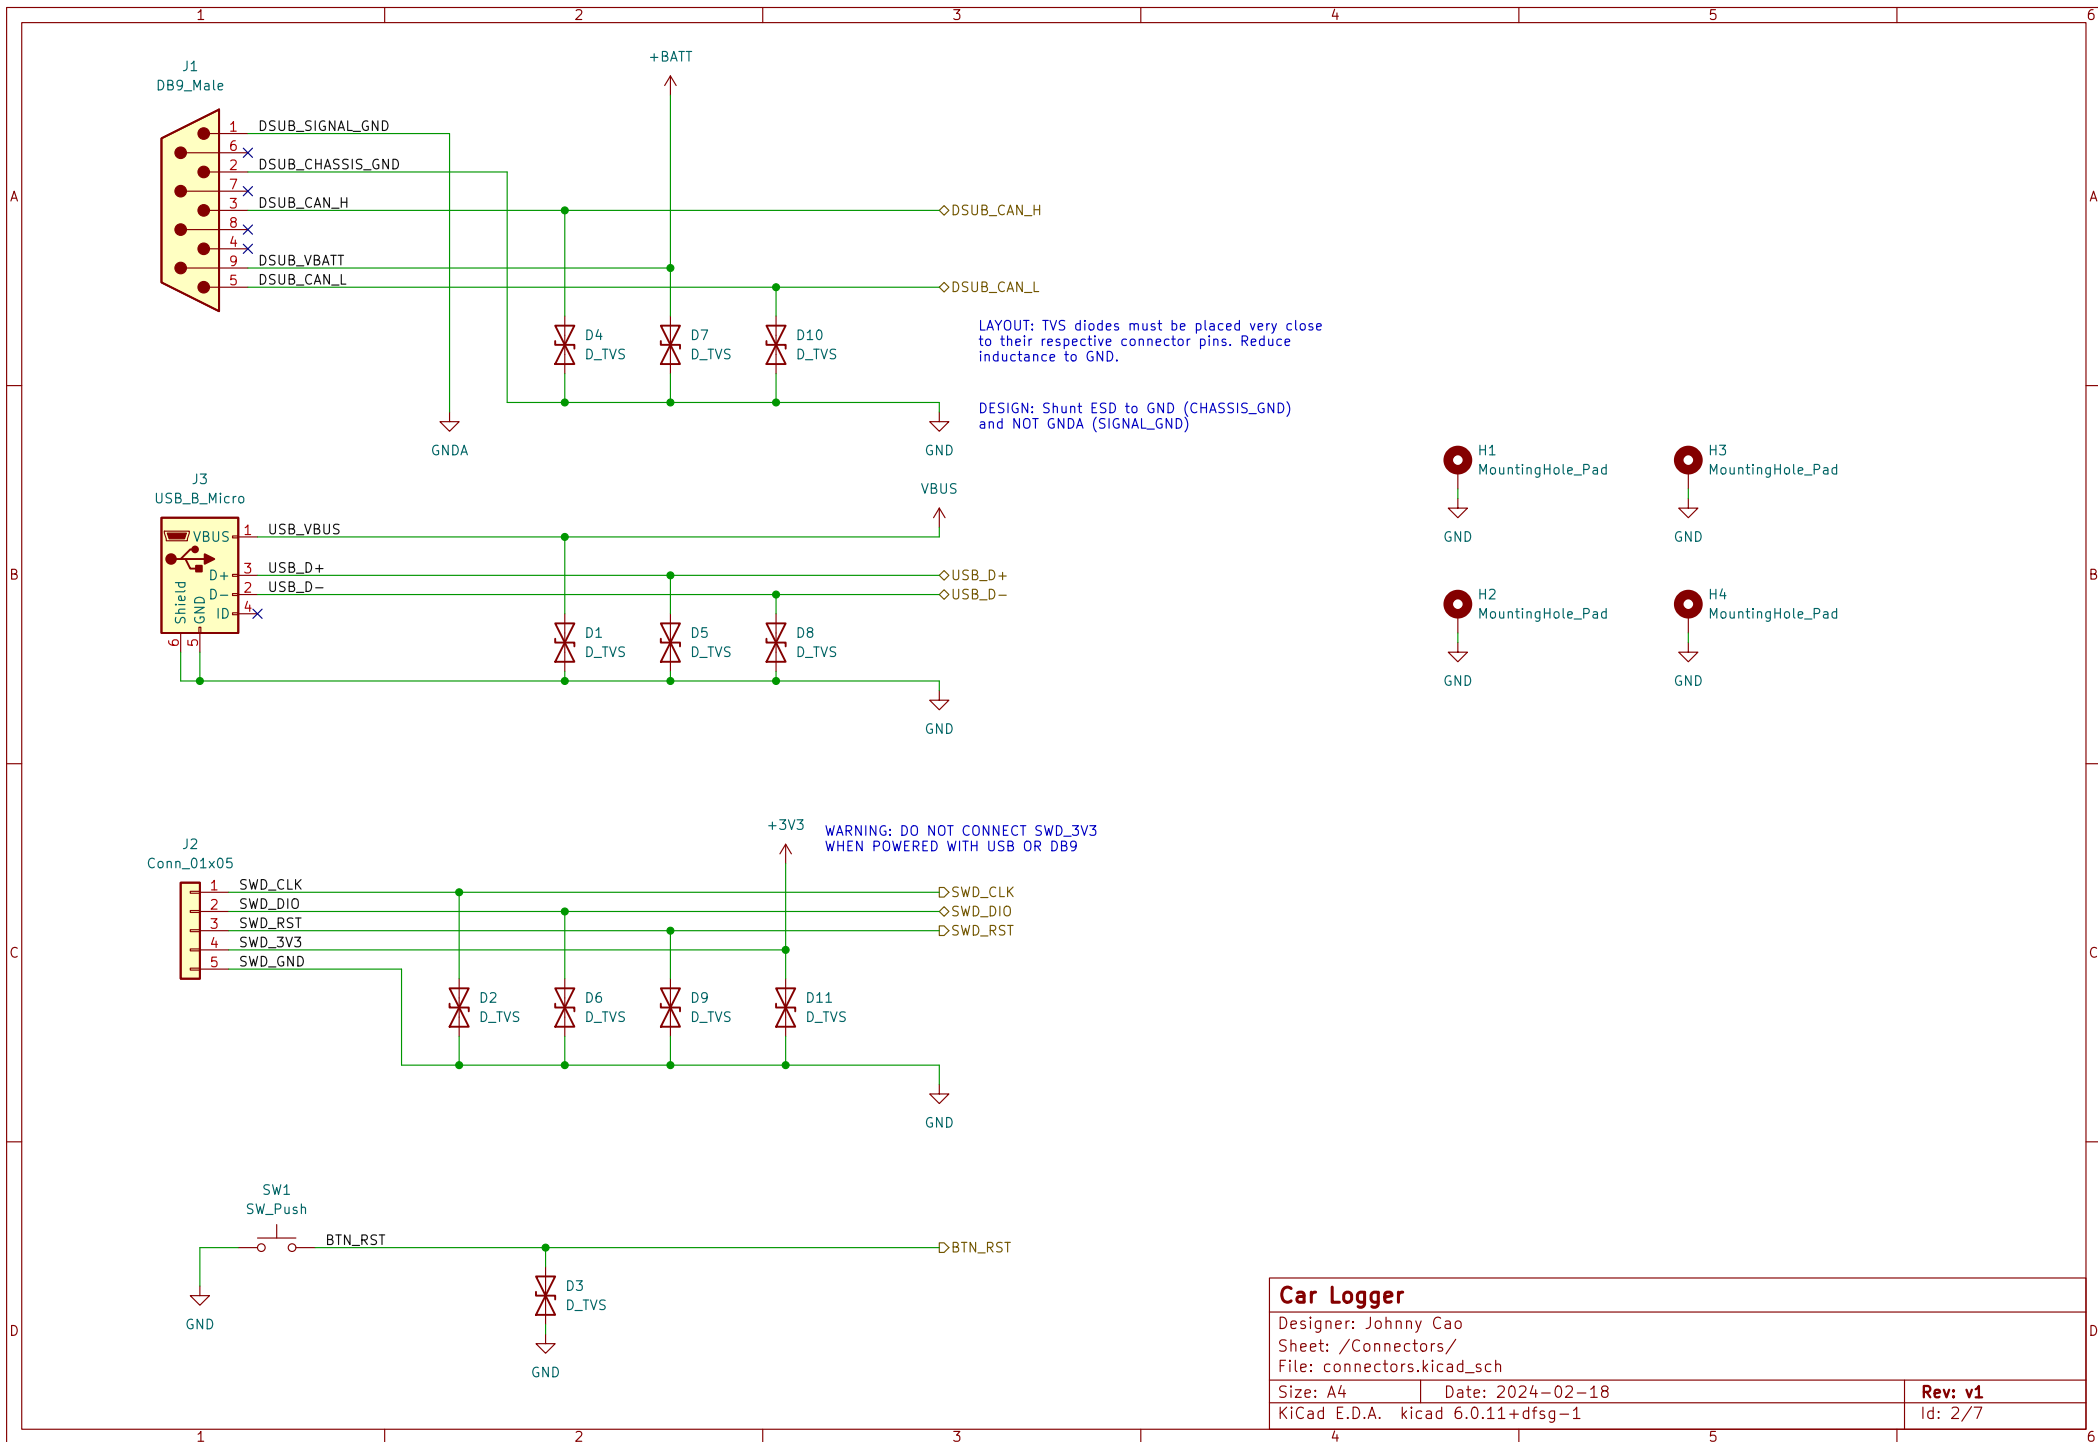 1 2 3 4 5 6
J1
DB9_Male
+BATT
1 DSUB_SIGNAL_GND
6
2 DSUB_CHASSIS_GND
7
3 DSUB_CAN_H
DSUB_CAN_H
8
4
9 DSUB_VBATT
5 DSUB_CAN_L
DSUB_CAN_L
A
A
D4
D_TVS
D7
D_TVS
D10
D_TVS
LAYOUT: TVS diodes must be placed very close
to their respective connector pins. Reduce
inductance to GND.
DESIGN: Shunt ESD to GND (CHASSIS_GND)
and NOT GNDA (SIGNAL_GND)
GNDA
GND
J3
USB_B_Micro
VBUS
VBUS 1 USB_VBUS
D+ 3 USB_D+
USB_D+
D- 2 USB_D-
USB_D-
ID 4
Shield
GND
6 5
B
B
D1
D_TVS
D5
D_TVS
D8
D_TVS
GND
H1
MountingHole_Pad
GND
H3
MountingHole_Pad
GND
H2
MountingHole_Pad
GND
H4
MountingHole_Pad
GND
J2
Conn_01x05
+3V3
WARNING: DO NOT CONNECT SWD_3V3
WHEN POWERED WITH USB OR DB9
1 SWD_CLK
SWD_CLK
2 SWD_DIO
SWD_DIO
3 SWD_RST
SWD_RST
4 SWD_3V3
5 SWD_GND
C
C
D2
D_TVS
D6
D_TVS
D9
D_TVS
D11
D_TVS
GND
SW1
SW_Push
BTN_RST
BTN_RST
GND
D3
D_TVS
GND
D
D
Car Logger
Designer: Johnny Cao
Sheet: /Connectors/
File: connectors.kicad_sch
Size: A4 Date: 2024-02-18 Rev: v1
KiCad E.D.A. kicad 6.0.11+dfsg-1 Id: 2/7
1 2 3 4 5 6